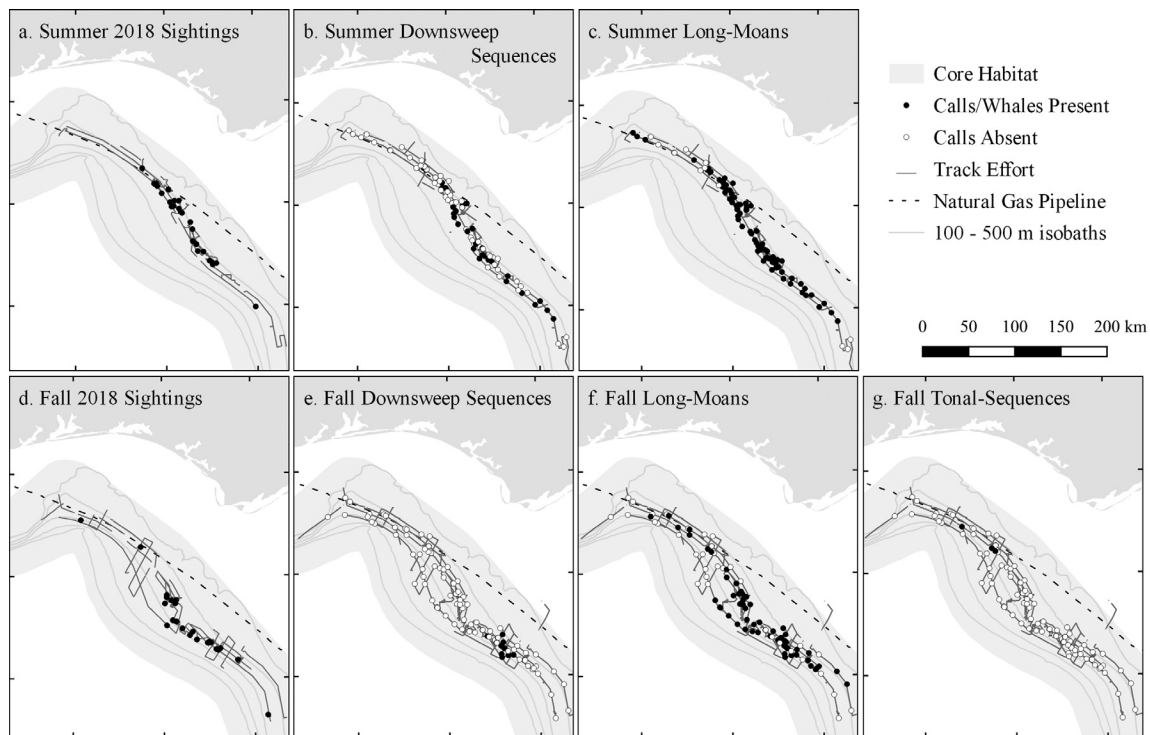 a. Summer 2018 Sightings
b. Summer Downsweep
Sequences
c. Summer Long-Moans
Core Habitat
Calls/Whales Present
Calls Absent
Track Effort
Natural Gas Pipeline
100 - 500 m isobaths
0 50 100 150 200 km
d. Fall 2018 Sightings
e. Fall Downsweep Sequences
f. Fall Long-Moans
g. Fall Tonal-Sequences